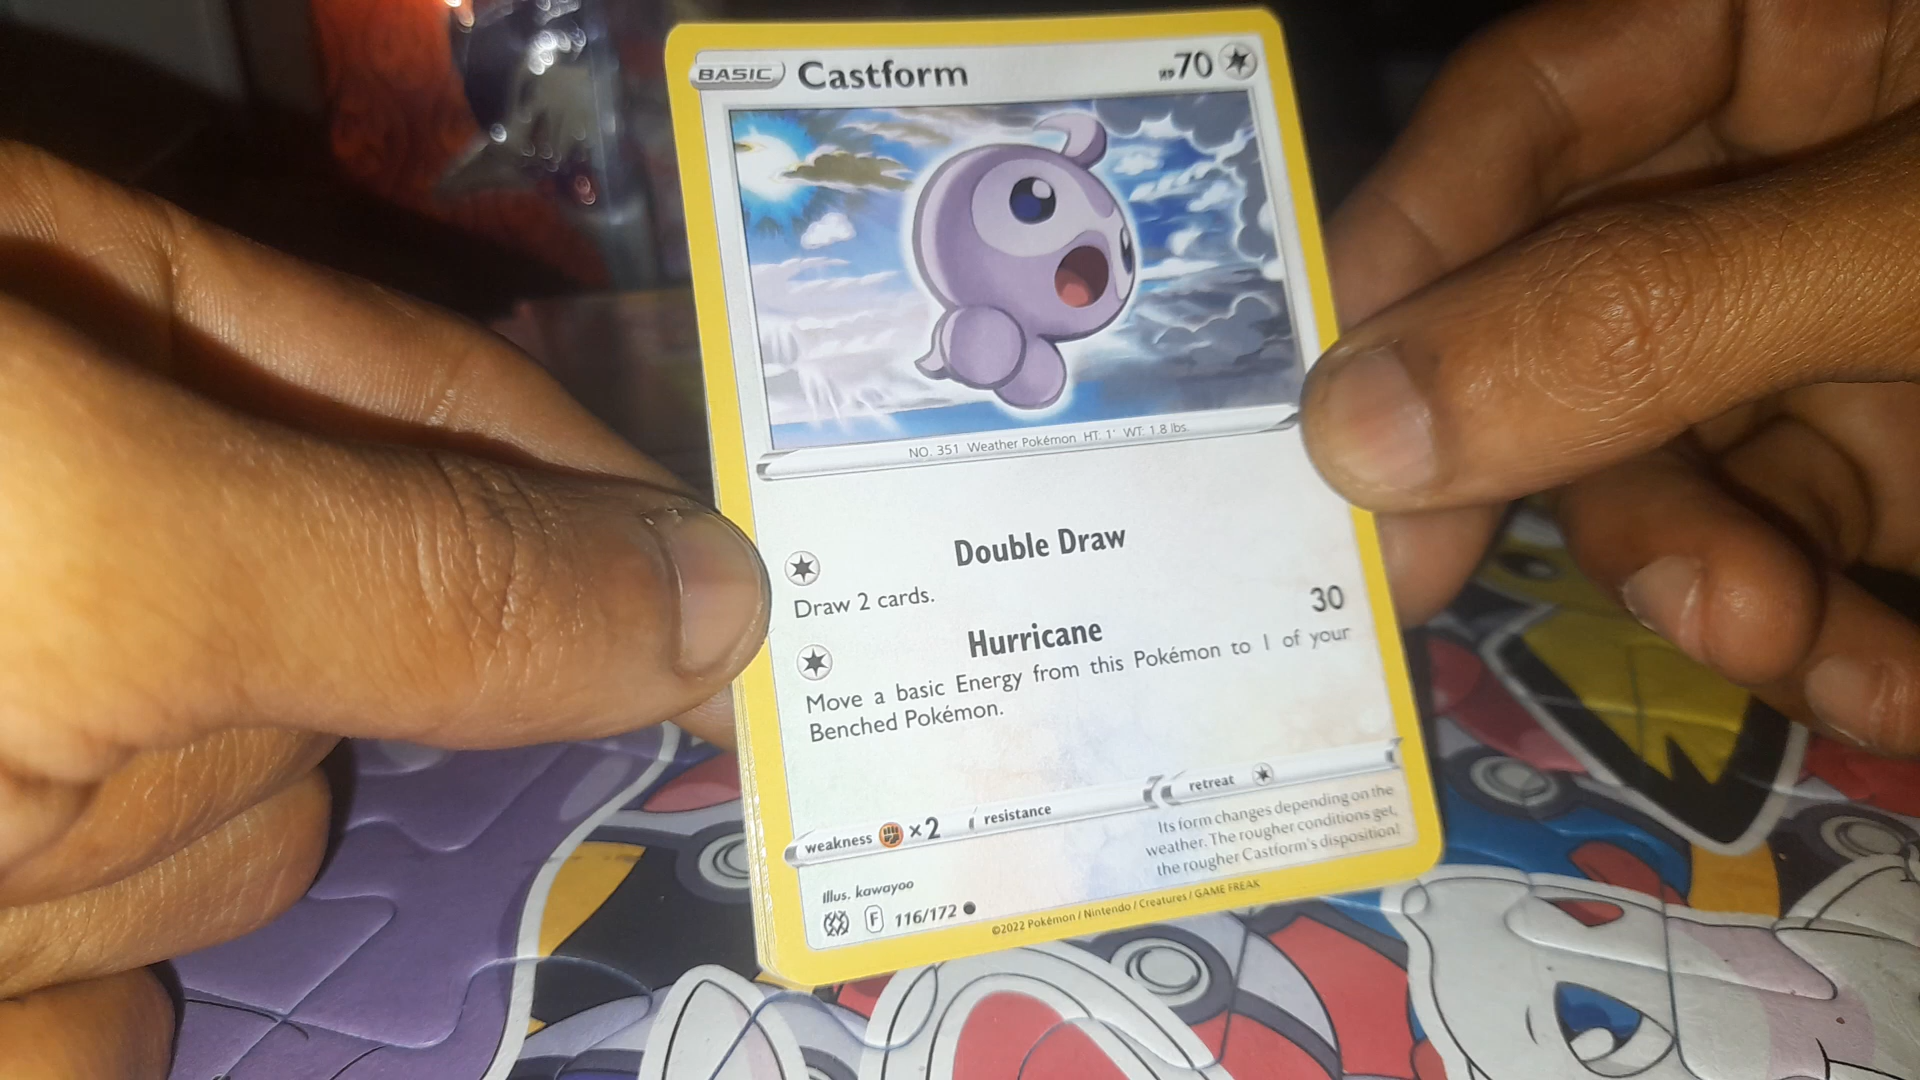 BASIC Castform HP 70
NO. 351 Weather Pokémon HT: 1' WT: 1.8 lbs.
Double Draw
Draw 2 cards.
Hurricane 30
Move a basic Energy from this Pokémon to 1 of your
Benched Pokémon.
weakness ×2 resistance retreat
Its form changes depending on the
weather. The rougher conditions get,
the rougher Castform's disposition!
Illus. kawayoo
F 116/172
©2022 Pokémon / Nintendo / Creatures / GAME FREAK